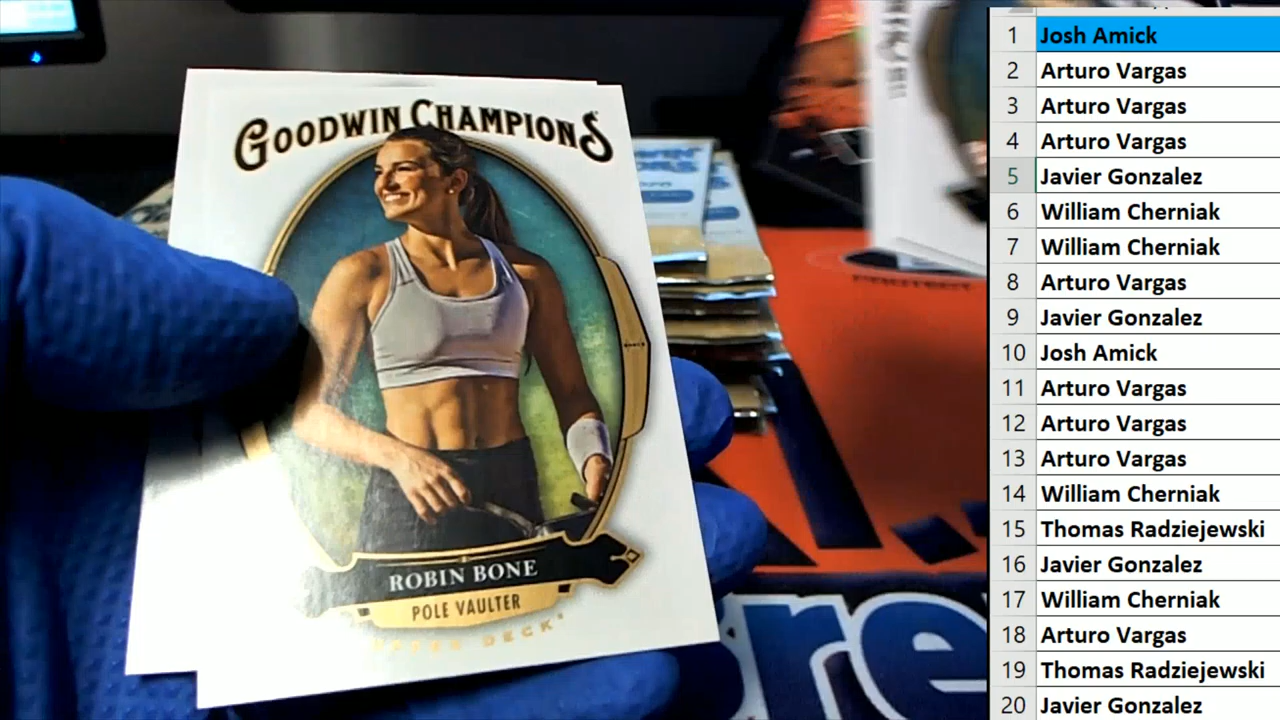 GOODWIN CHAMPIONS
ROBIN BONE
POLE VAULTER
UPPER DECK
1 Josh Amick
2 Arturo Vargas
3 Arturo Vargas
4 Arturo Vargas
5 Javier Gonzalez
6 William Cherniak
7 William Cherniak
8 Arturo Vargas
9 Javier Gonzalez
10 Josh Amick
11 Arturo Vargas
12 Arturo Vargas
13 Arturo Vargas
14 William Cherniak
15 Thomas Radziejewski
16 Javier Gonzalez
17 William Cherniak
18 Arturo Vargas
19 Thomas Radziejewski
20 Javier Gonzalez